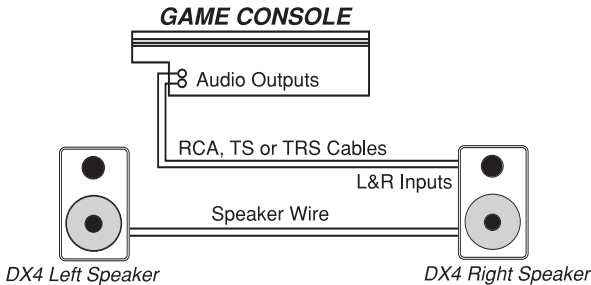 GAME CONSOLE
Audio Outputs
RCA, TS or TRS Cables
L&R Inputs
Speaker Wire
DX4 Left Speaker
DX4 Right Speaker